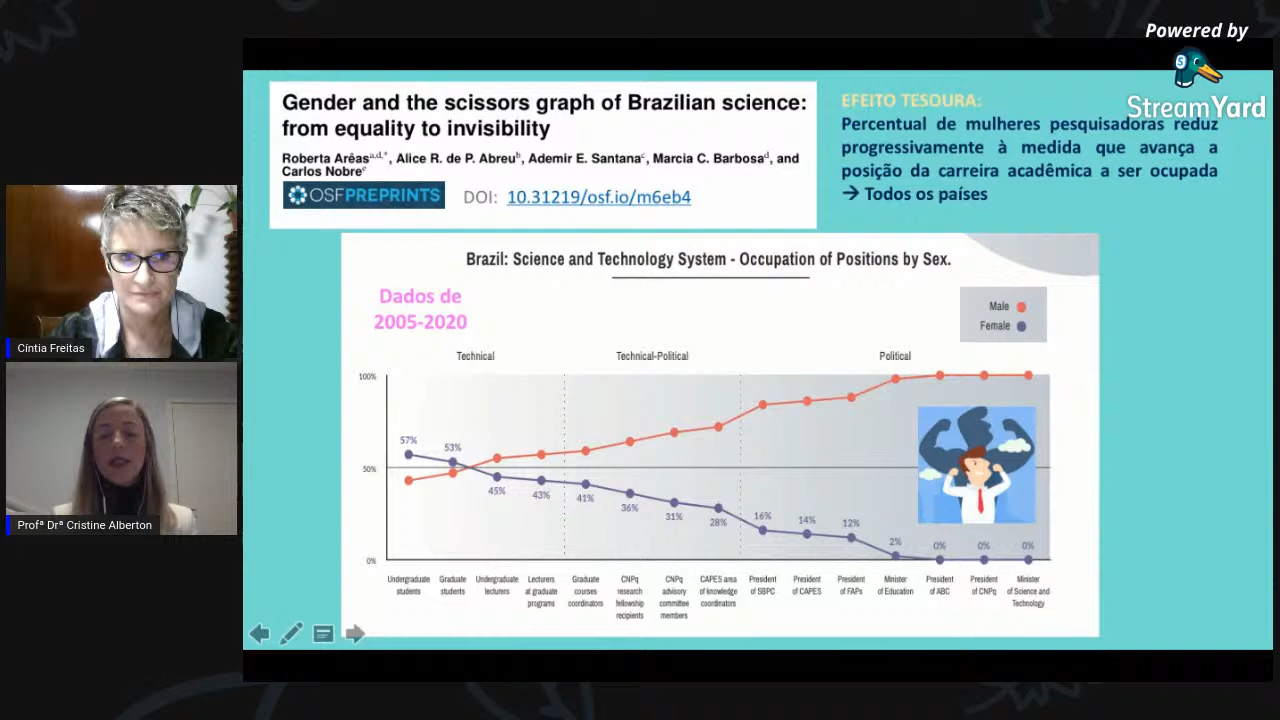 Powered by
StreamYard
Gender and the scissors graph of Brazilian science:
from equality to invisibility
Roberta Arêas a,d,*, Alice R. de P. Abreu b, Ademir E. Santana c, Marcia C. Barbosa d, and
Carlos Nobre e
OSFPREPRINTS
DOI: 10.31219/osf.io/m6eb4
EFEITO TESOURA:
Percentual de mulheres pesquisadoras reduz
progressivamente à medida que avança a
posição da carreira acadêmica a ser ocupada
→ Todos os países
Cíntia Freitas
Profª Drª Cristine Alberton
Brazil: Science and Technology System - Occupation of Positions by Sex.
Dados de
2005-2020
Male
Female
Technical
Technical-Political
Political
100%
50%
0%
57%
53%
45%
43%
41%
36%
31%
28%
16%
14%
12%
2%
0%
0%
0%
Undergraduate
students
Graduate
students
Undergraduate
lecturers
Lecturers
at graduate
programs
Graduate
courses
coordinators
CNPq
research
fellowship
recipients
CNPq
advisory
committee
members
CAPES area
of knowledge
coordinators
President
of SBPC
President
of CAPES
President
of FAPs
Minister
of Education
President
of ABC
President
of CNPq
Minister
of Science and
Technology